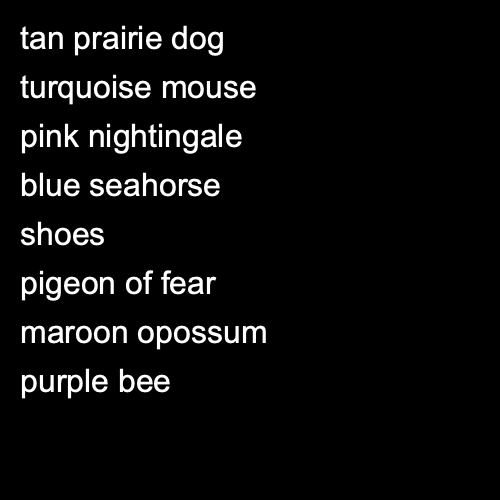 tan prairie dog
turquoise mouse
pink nightingale
blue seahorse
shoes
pigeon of fear
maroon opossum
purple bee